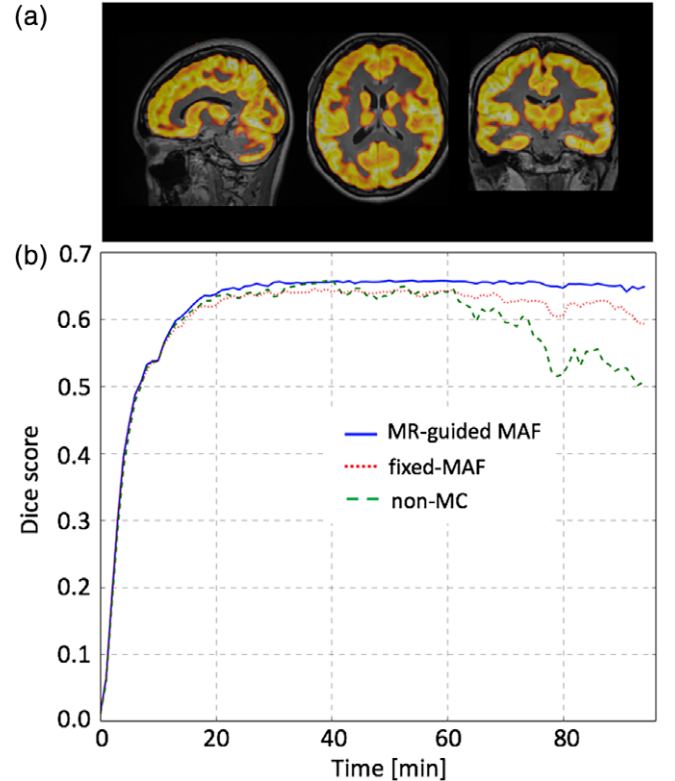 (a)
(b)
0.7
0.6
0.5
0.4
0.3
0.2
0.1
0.0
Dice score
MR-guided MAF
fixed-MAF
non-MC
0 20 40 60 80
Time [min]